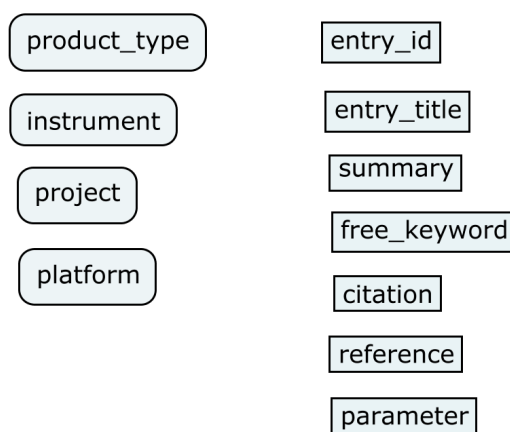 product_type
instrument
project
platform
entry_id
entry_title
summary
free_keyword
citation
reference
parameter